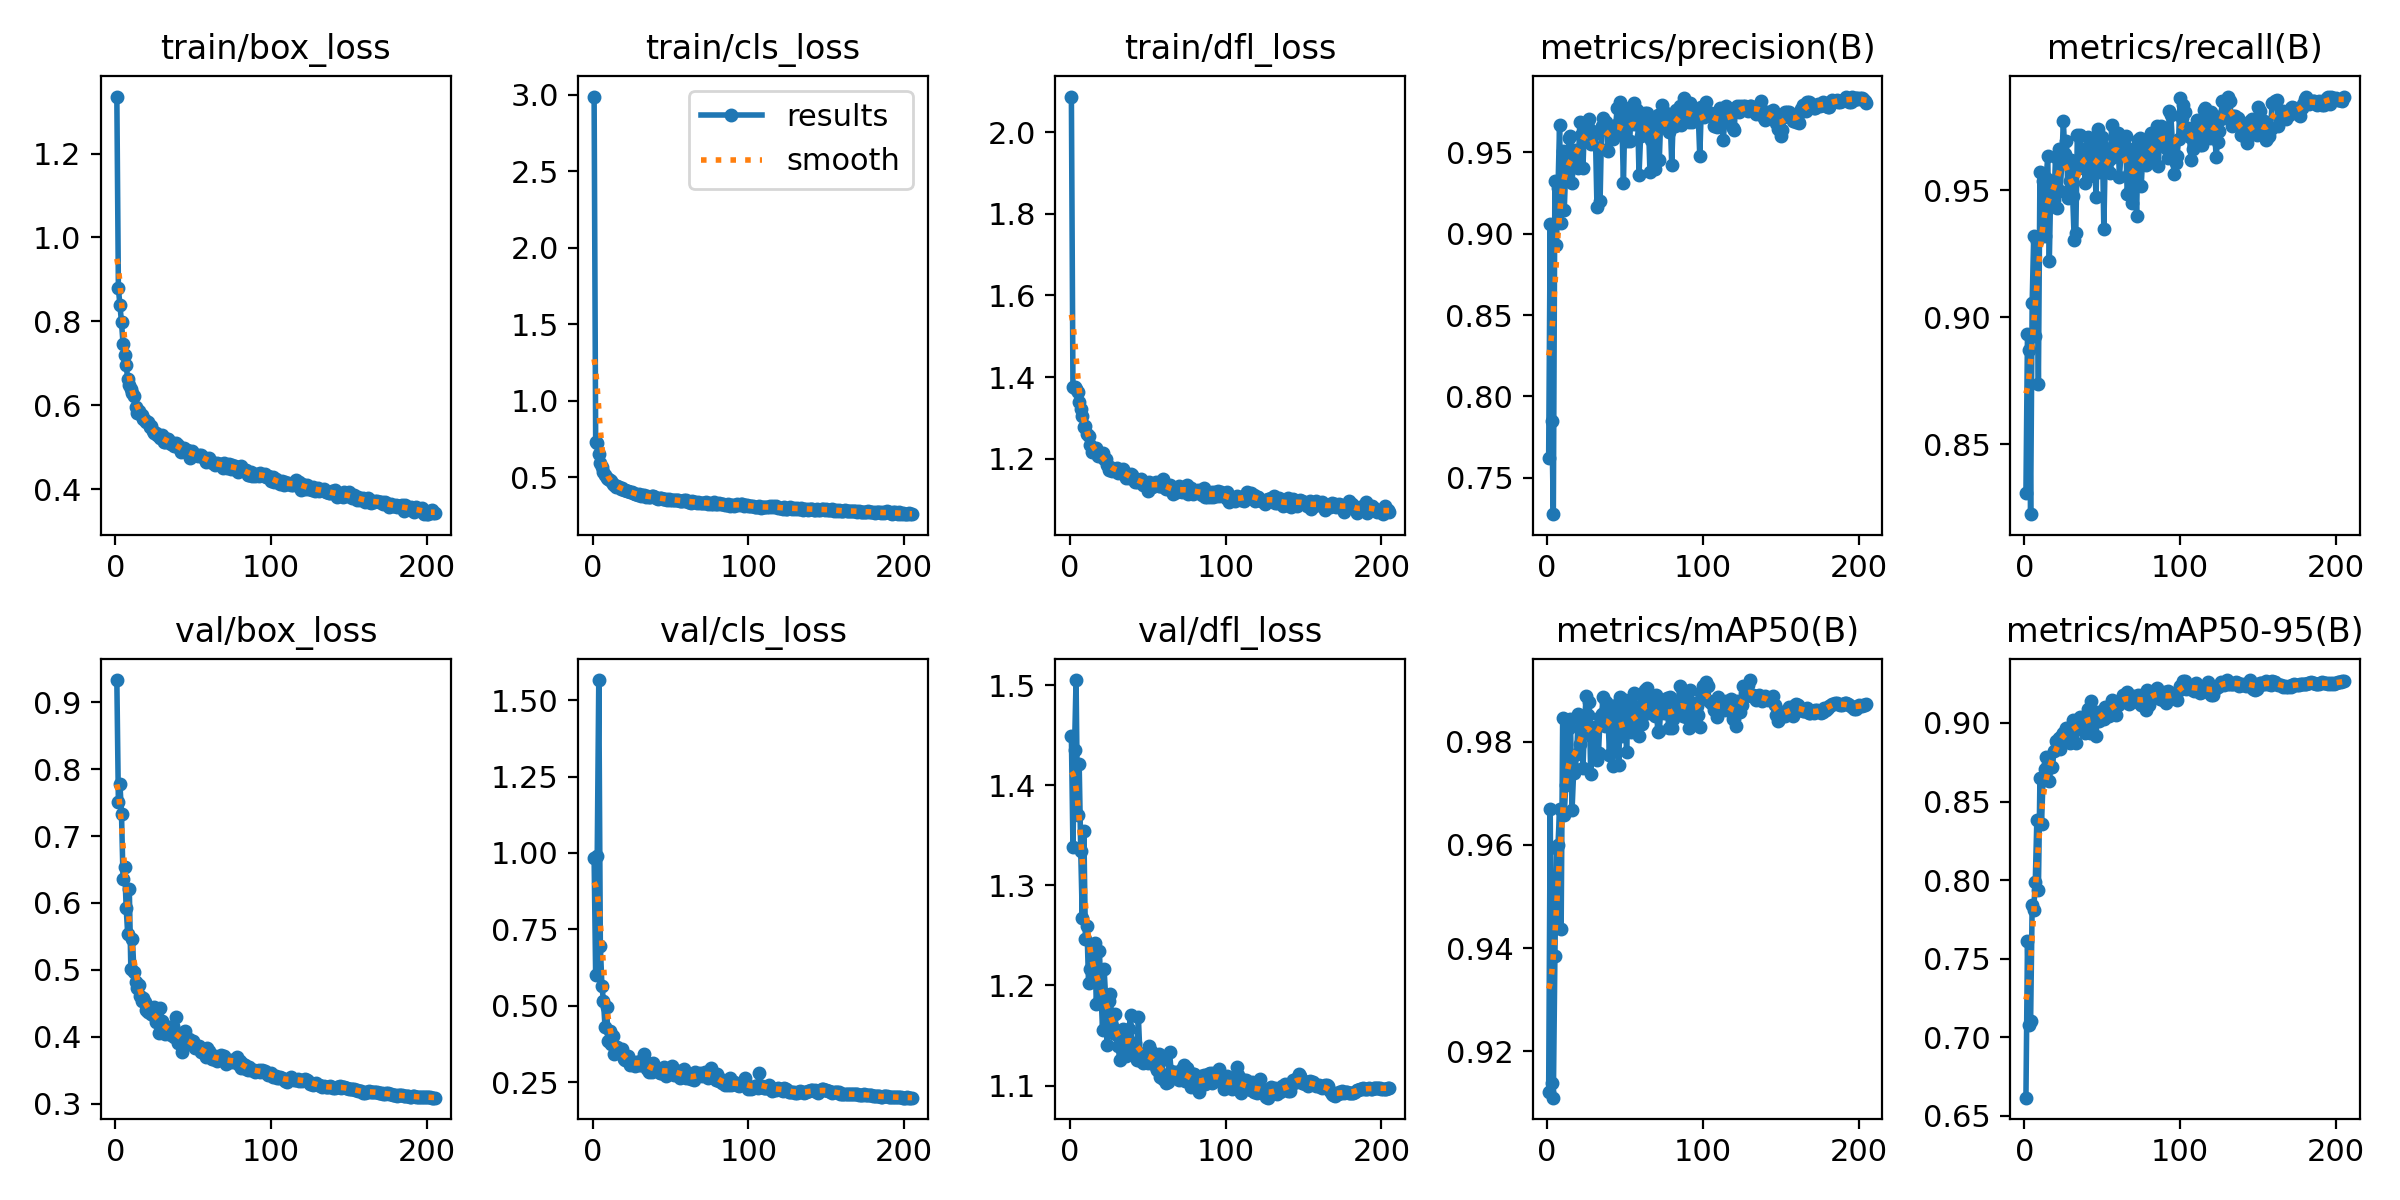 train/box_loss
train/cls_loss
train/dfl_loss
metrics/precision(B)
metrics/recall(B)
1.2
1.0
0.8
0.6
0.4
0 100 200
3.0
2.5
2.0
1.5
1.0
0.5
0 100 200
results
smooth
2.0
1.8
1.6
1.4
1.2
0 100 200
0.95
0.90
0.85
0.80
0.75
0 100 200
0.95
0.90
0.85
0 100 200
val/box_loss
val/cls_loss
val/dfl_loss
metrics/mAP50(B)
metrics/mAP50-95(B)
0.9
0.8
0.7
0.6
0.5
0.4
0.3
0 100 200
1.50
1.25
1.00
0.75
0.50
0.25
0 100 200
1.5
1.4
1.3
1.2
1.1
0 100 200
0.98
0.96
0.94
0.92
0 100 200
0.90
0.85
0.80
0.75
0.70
0.65
0 100 200